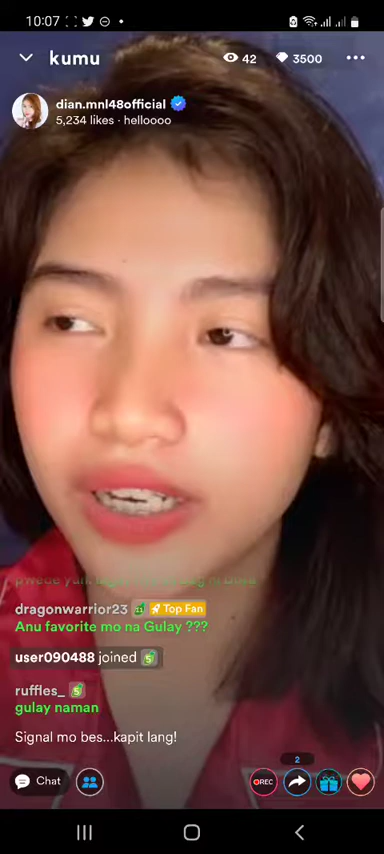 10:07
kumu
42
3500
dian.mnl48official
5,234 likes · helloooo
dragonwarrior23 Top Fan
Anu favorite mo na Gulay ???
user090488 joined
ruffles_
gulay naman
Signal mo bes...kapit lang!
2
Chat
REC